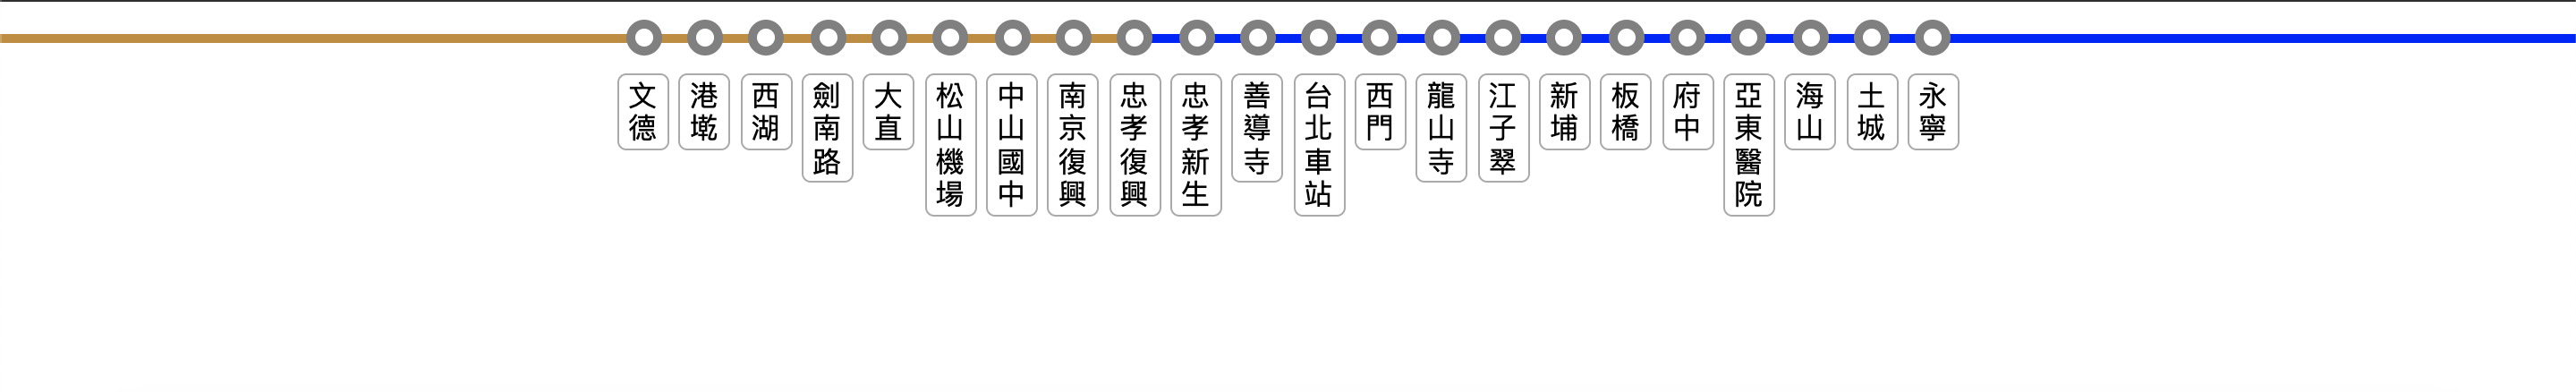 文德
港墘
西湖
劍南路
大直
松山機場
中山國中
南京復興
忠孝復興
忠孝新生
善導寺
台北車站
西門
龍山寺
江子翠
新埔
板橋
府中
亞東醫院
海山
土城
永寧